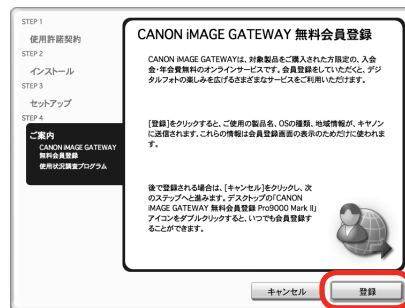 STEP 1
使用許諾契約
STEP 2
インストール
STEP 3
セットアップ
STEP 4
ご案内
CANON iMAGE GATEWAY
無料会員登録
使用状況調査プログラム
CANON iMAGE GATEWAY 無料会員登録
CANON iMAGE GATEWAYは、対象製品をご購入された方限定の、入会
会・年会費無料のオンラインサービスです。会員登録をしていただくと、デジ
タルフォトの楽しみを広げるさまざまなサービスをご利用いただけます。
[登録]をクリックすると、ご使用の製品名、OSの種類、地域情報が、キヤノン
に送信されます。これらの情報は会員登録画面の表示のためだけに使われま
す。
後で登録される場合は、[キャンセル]をクリックし、次
のステップへと進みます。デスクトップの「CANON
iMAGE GATEWAY 無料会員登録 Pro9000 Mark II」
アイコンをダブルクリックすると、いつでも会員登録す
ることができます。
キャンセル
登録